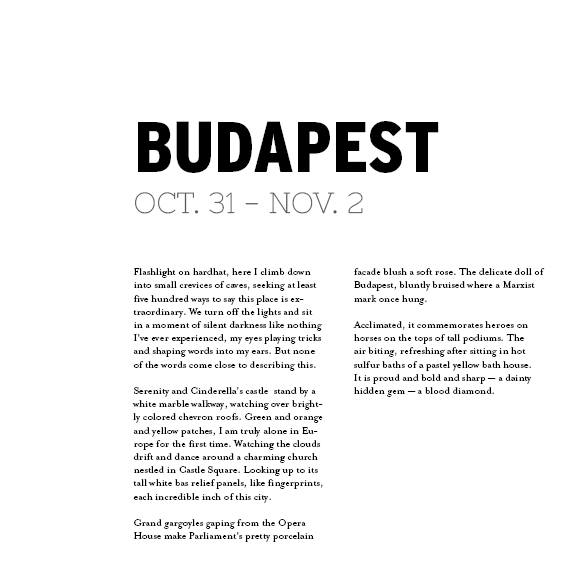 BUDAPEST
OCT. 31 – NOV. 2
Flashlight on hardhat, here I climb down
into small crevices of caves, seeking at least
five hundred ways to say this place is ex-
traordinary. We turn off the lights and sit
in a moment of silent darkness like nothing
I've ever experienced, my eyes playing tricks
and shaping words into my ears. But none
of the words come close to describing this.
Serenity and Cinderella's castle stand by a
white marble walkway, watching over bright-
ly colored chevron roofs. Green and orange
and yellow patches, I am truly alone in Eu-
rope for the first time. Watching the clouds
drift and dance around a charming church
nestled in Castle Square. Looking up to its
tall white bas relief panels, like fingerprints,
each incredible inch of this city.
Grand gargoyles gaping from the Opera
House make Parliament's pretty porcelain
facade blush a soft rose. The delicate doll of
Budapest, bluntly bruised where a Marxist
mark once hung.
Acclimated, it commemorates heroes on
horses on the tops of tall podiums. The
air biting, refreshing after sitting in hot
sulfur baths of a pastel yellow bath house.
It is proud and bold and sharp — a dainty
hidden gem — a blood diamond.